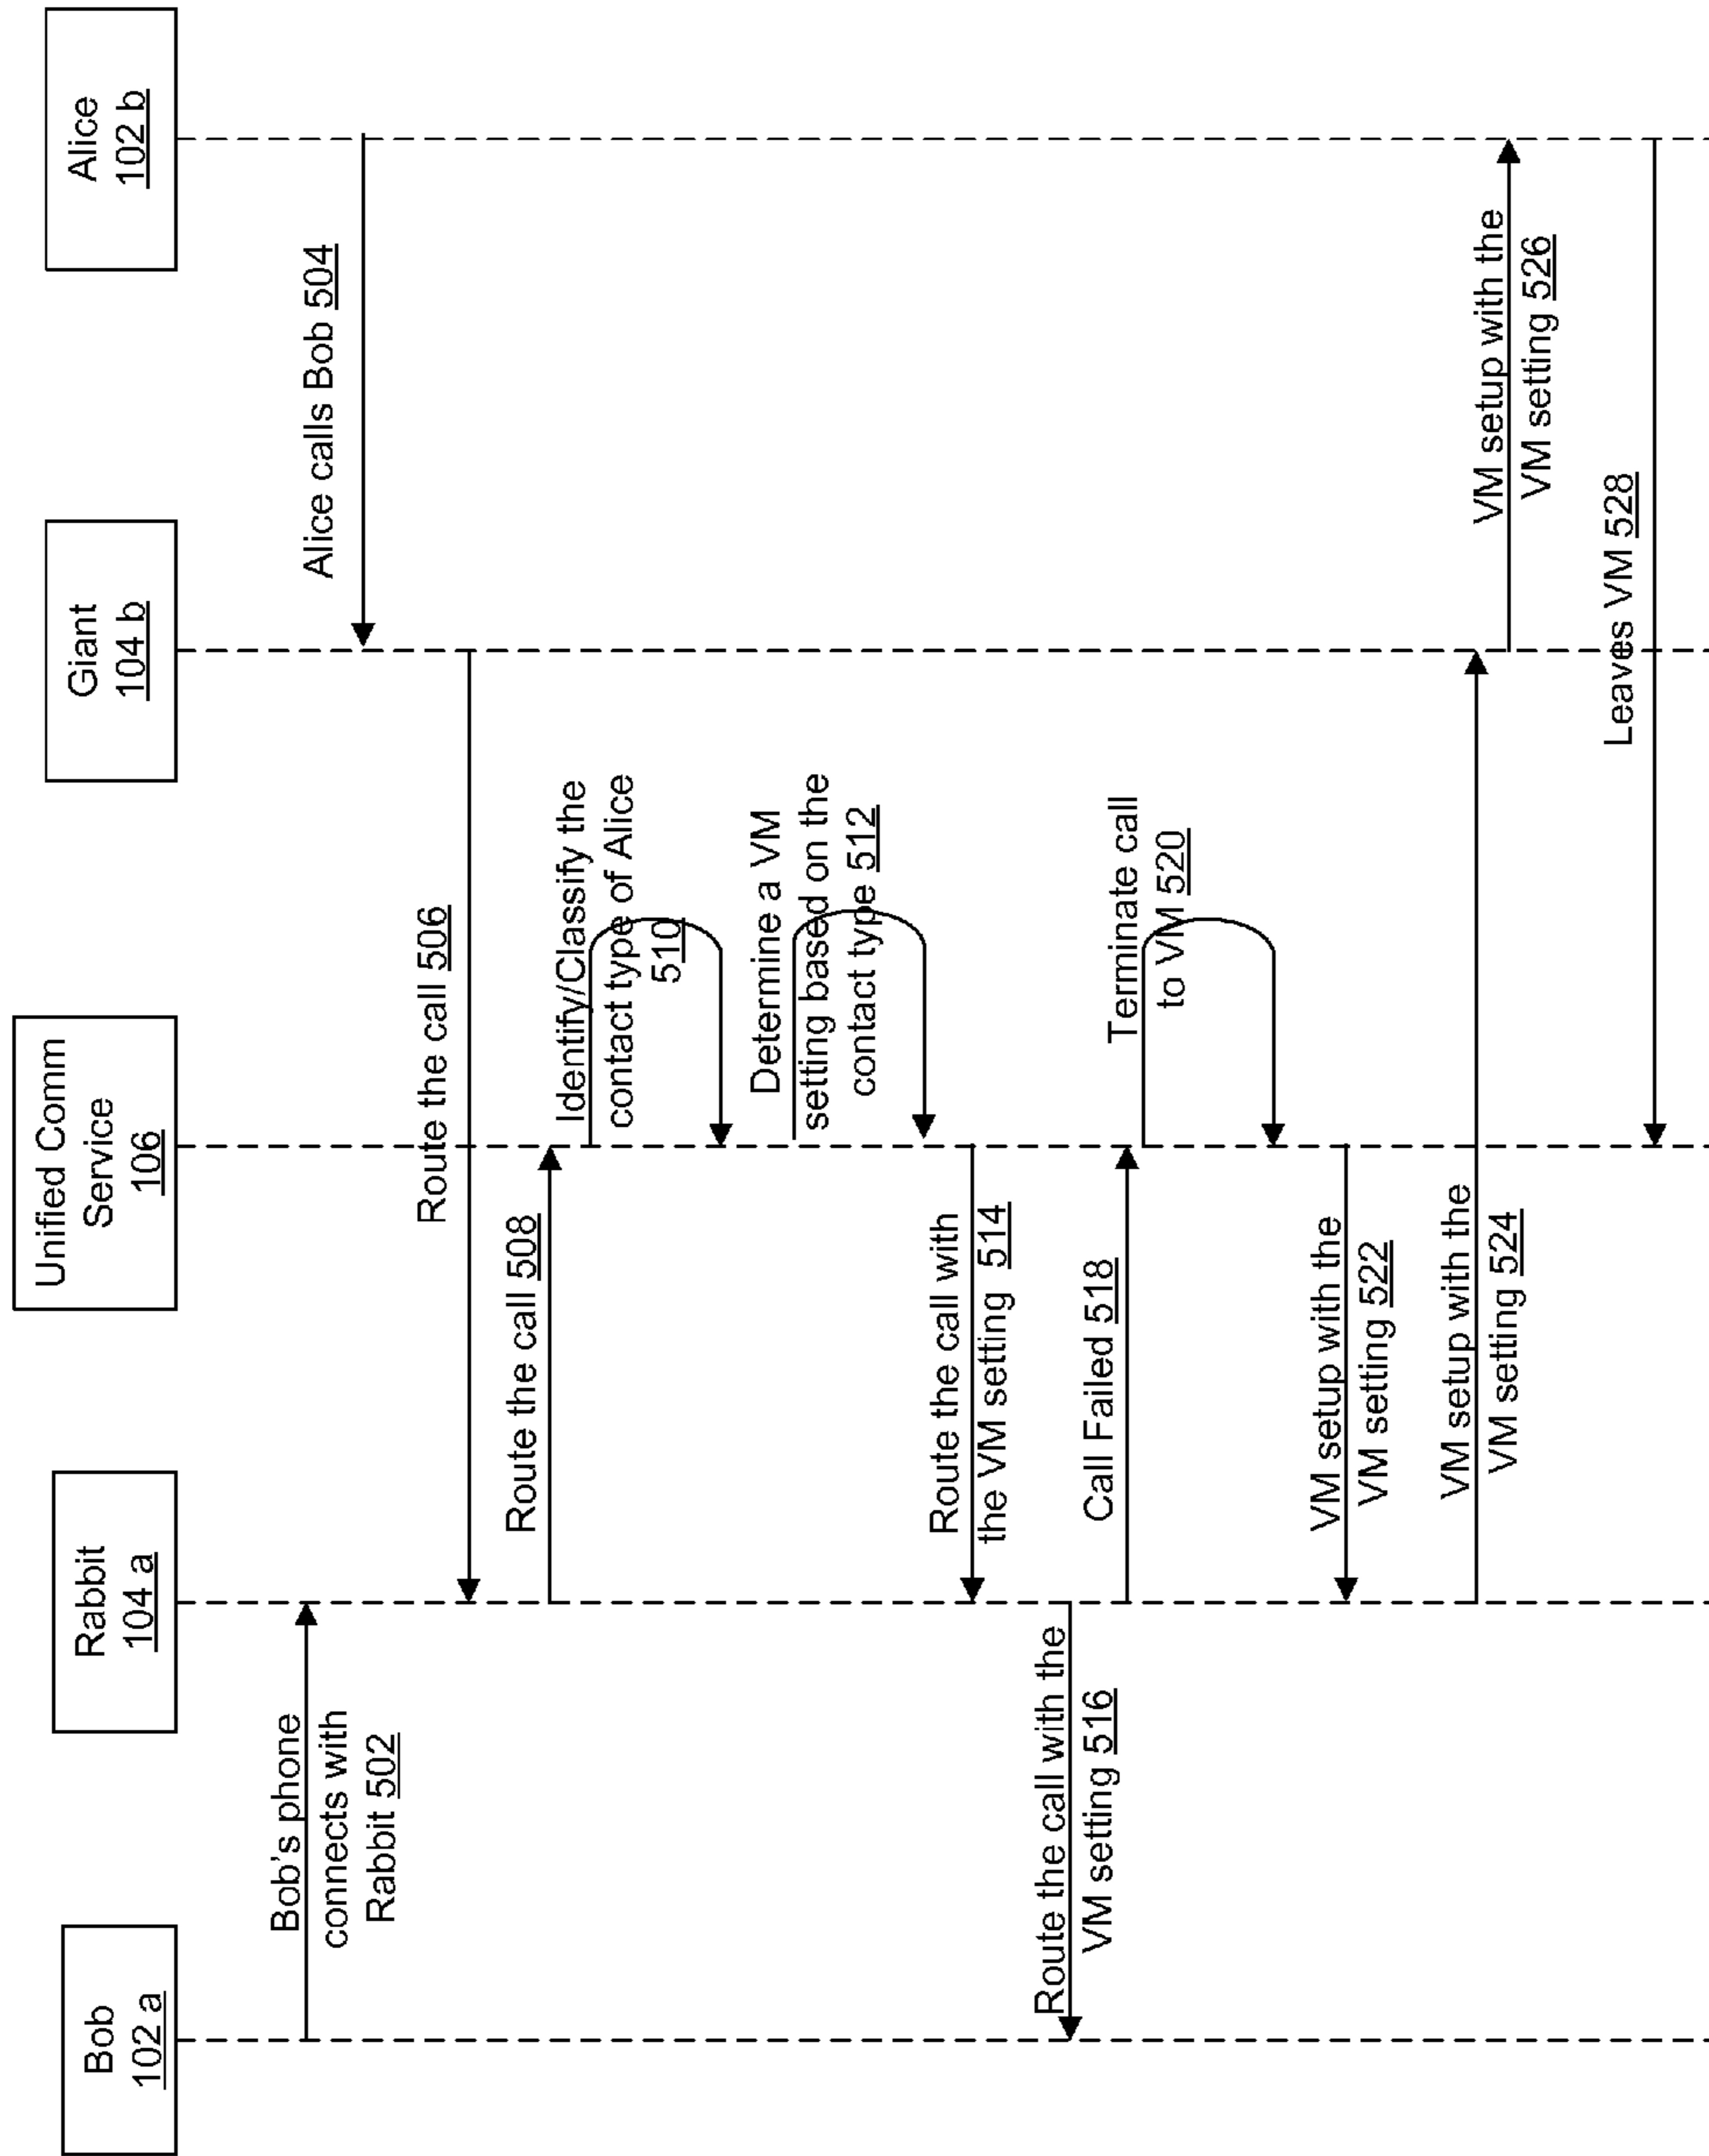 Bob
102 a
Rabbit
104 a
Unified Comm
Service
106
Giant
104 b
Alice
102 b
Bob's phone
connects with
Rabbit 502
Alice calls Bob 504
Route the call 506
Route the call 508
Identify/Classify the
contact type of Alice
510
Determine a VM
setting based on the
contact type 512
Route the call with
the VM setting 514
Route the call with the
VM setting 516
Call Failed 518
Terminate call
to VM 520
VM setup with the
VM setting 522
VM setup with the
VM setting 524
VM setup with the
VM setting 526
Leaves VM 528